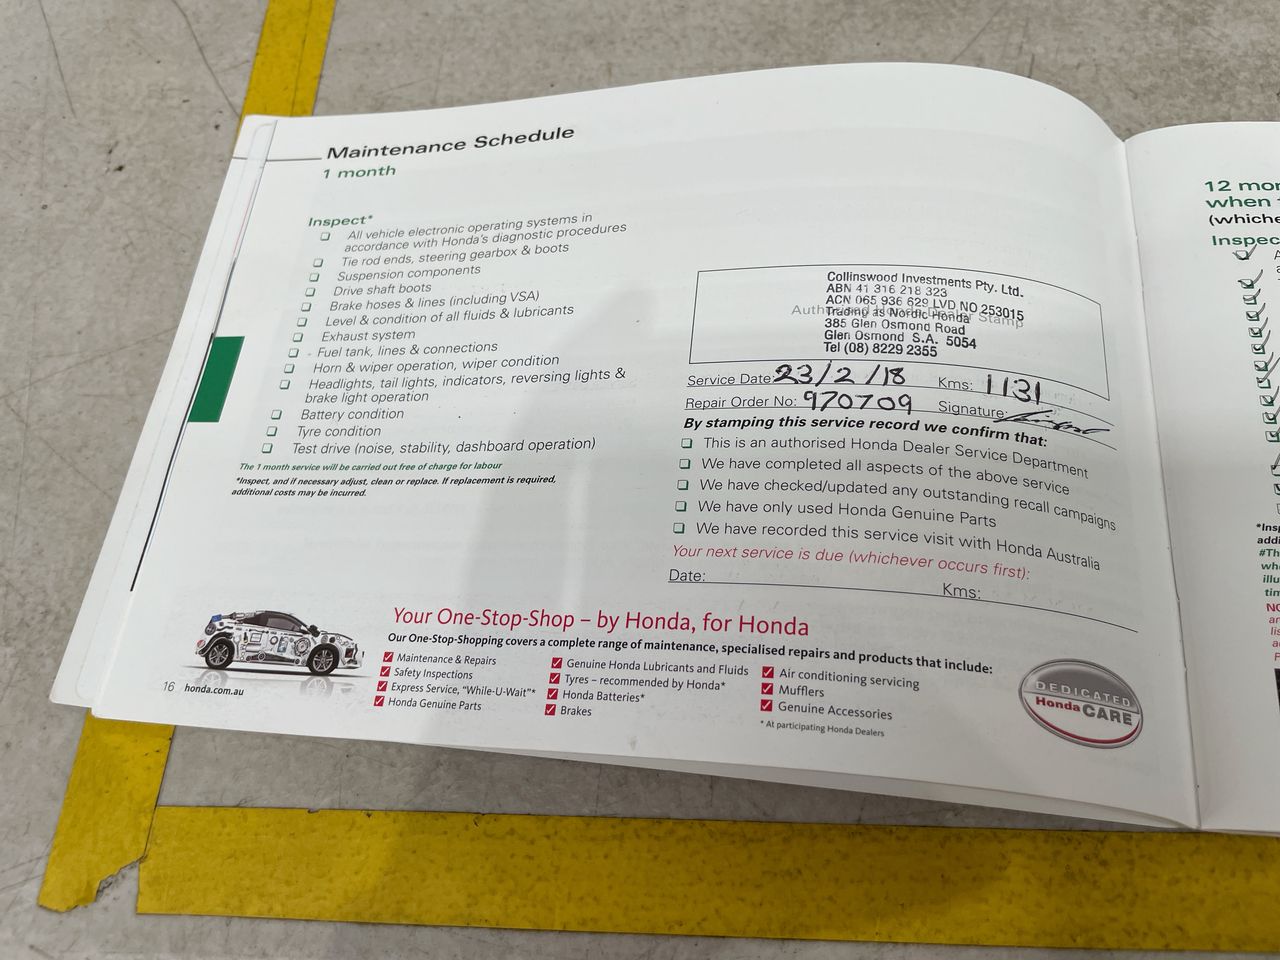 Maintenance Schedule
1 month
Inspect*
All vehicle electronic operating systems in
accordance with Honda's diagnostic procedures
Tie rod ends, steering gearbox & boots
Suspension components
Drive shaft boots
Brake hoses & lines (including VSA)
Level & condition of all fluids & lubricants
Exhaust system
Fuel tank, lines & connections
Horn & wiper operation, wiper condition
Headlights, tail lights, indicators, reversing lights &
brake light operation
Battery condition
Tyre condition
Test drive (noise, stability, dashboard operation)
The 1 month service will be carried out free of charge for labour
*Inspect, and if necessary adjust, clean or replace. If replacement is required,
additional costs may be incurred.
Collinswood Investments Pty. Ltd.
ABN 41 316 218 323
ACN 065 936 629 LVD NO 253015
Authorised Honda Dealer Stamp
Trading as Nordic Honda
385 Glen Osmond Road
Glen Osmond S.A. 5054
Tel (08) 8229 2355
Service Date: 23/2/18 Kms: 1131
Repair Order No: 970709 Signature:
By stamping this service record we confirm that:
This is an authorised Honda Dealer Service Department
We have completed all aspects of the above service
We have checked/updated any outstanding recall campaigns
We have only used Honda Genuine Parts
We have recorded this service visit with Honda Australia
Your next service is due (whichever occurs first):
Date: Kms:
Your One-Stop-Shop – by Honda, for Honda
Our One-Stop-Shopping covers a complete range of maintenance, specialised repairs and products that include:
Maintenance & Repairs
Safety Inspections
Express Service, "While-U-Wait"*
Honda Genuine Parts
Genuine Honda Lubricants and Fluids
Tyres – recommended by Honda*
Honda Batteries*
Brakes
Air conditioning servicing
Mufflers
Genuine Accessories
* At participating Honda Dealers
DEDICATED
Honda CARE
16 honda.com.au
12 mon
when
(whiche
Inspec
*Insp
addi
#Th
whe
illu
tim
NO